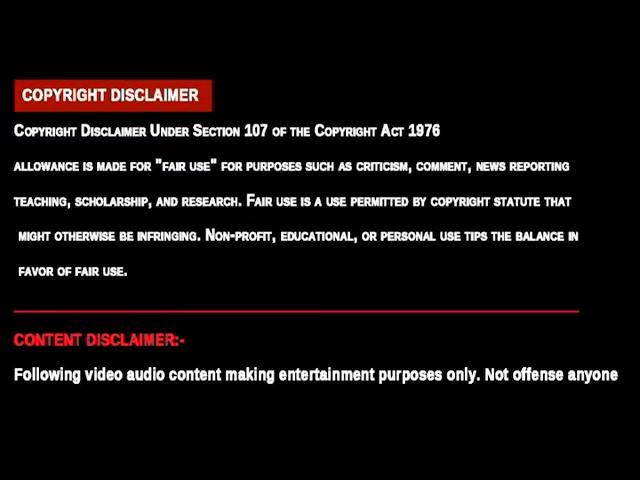 COPYRIGHT DISCLAIMER
Copyright Disclaimer Under Section 107 of the Copyright Act 1976
allowance is made for "fair use" for purposes such as criticism, comment, news reporting
teaching, scholarship, and research. Fair use is a use permitted by copyright statute that
might otherwise be infringing. Non-profit, educational, or personal use tips the balance in
favor of fair use.
CONTENT DISCLAIMER:-
Following video audio content making entertainment purposes only. Not offense anyone